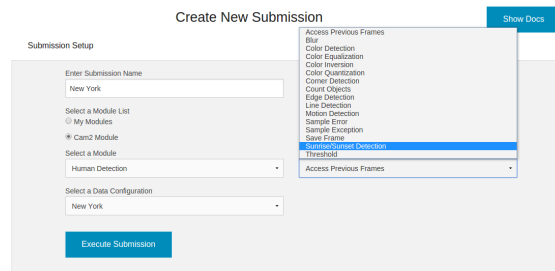 Create New Submission
Show Docs
Submission Setup
Enter Submission Name
New York
Select a Module List
My Modules
Cam2 Module
Select a Module
Human Detection
Select a Data Configuration
New York
Execute Submission
Access Previous Frames
Blur
Color Detection
Color Equalization
Color Inversion
Color Quantization
Corner Detection
Count Objects
Edge Detection
Line Detection
Motion Detection
Sample Error
Sample Exception
Save Frame
Sunrise/Sunset Detection
Threshold
Access Previous Frames